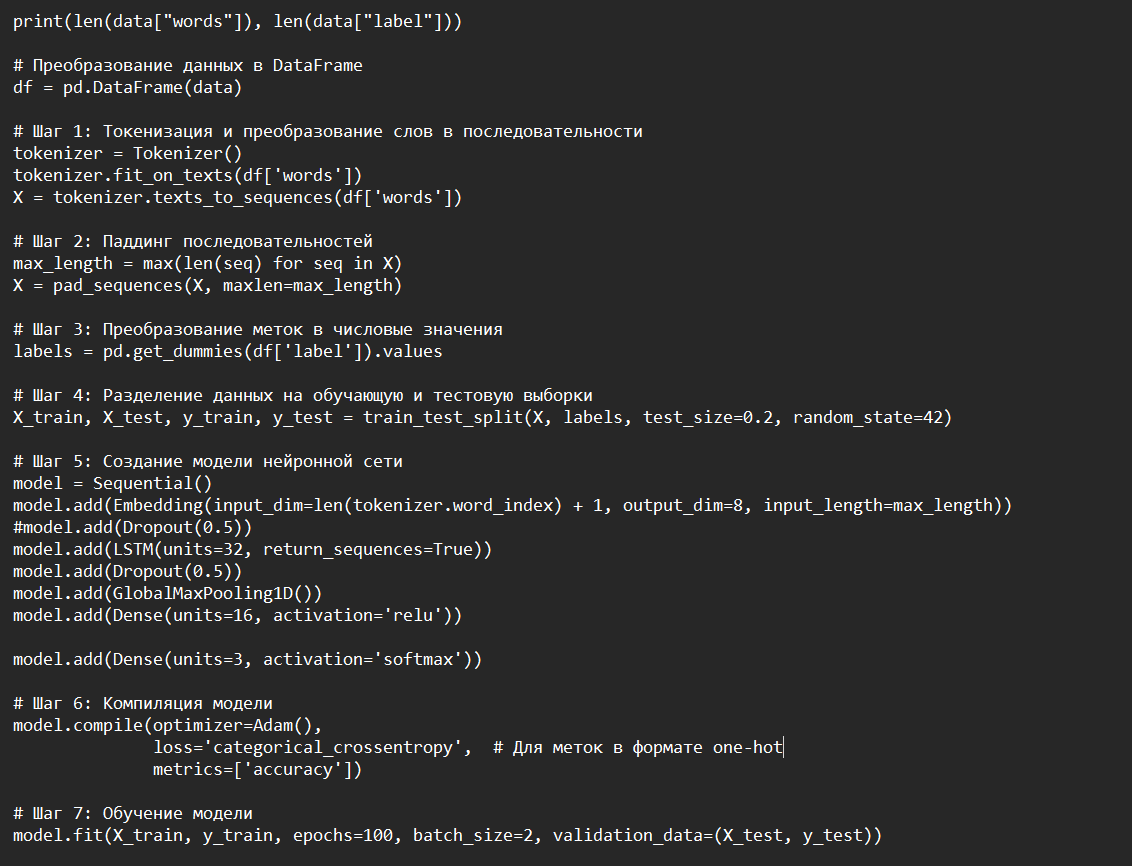 print(len(data["words"]), len(data["label"]))
# Преобразование данных в DataFrame
df = pd.DataFrame(data)
# Шаг 1: Токенизация и преобразование слов в последовательности
tokenizer = Tokenizer()
tokenizer.fit_on_texts(df['words'])
X = tokenizer.texts_to_sequences(df['words'])
# Шаг 2: Паддинг последовательностей
max_length = max(len(seq) for seq in X)
X = pad_sequences(X, maxlen=max_length)
# Шаг 3: Преобразование меток в числовые значения
labels = pd.get_dummies(df['label']).values
# Шаг 4: Разделение данных на обучающую и тестовую выборки
X_train, X_test, y_train, y_test = train_test_split(X, labels, test_size=0.2, random_state=42)
# Шаг 5: Создание модели нейронной сети
model = Sequential()
model.add(Embedding(input_dim=len(tokenizer.word_index) + 1, output_dim=8, input_length=max_length))
#model.add(Dropout(0.5))
model.add(LSTM(units=32, return_sequences=True))
model.add(Dropout(0.5))
model.add(GlobalMaxPooling1D())
model.add(Dense(units=16, activation='relu'))
model.add(Dense(units=3, activation='softmax'))
# Шаг 6: Компиляция модели
model.compile(optimizer=Adam(),
              loss='categorical_crossentropy',  # Для меток в формате one-hot
              metrics=['accuracy'])
# Шаг 7: Обучение модели
model.fit(X_train, y_train, epochs=100, batch_size=2, validation_data=(X_test, y_test))